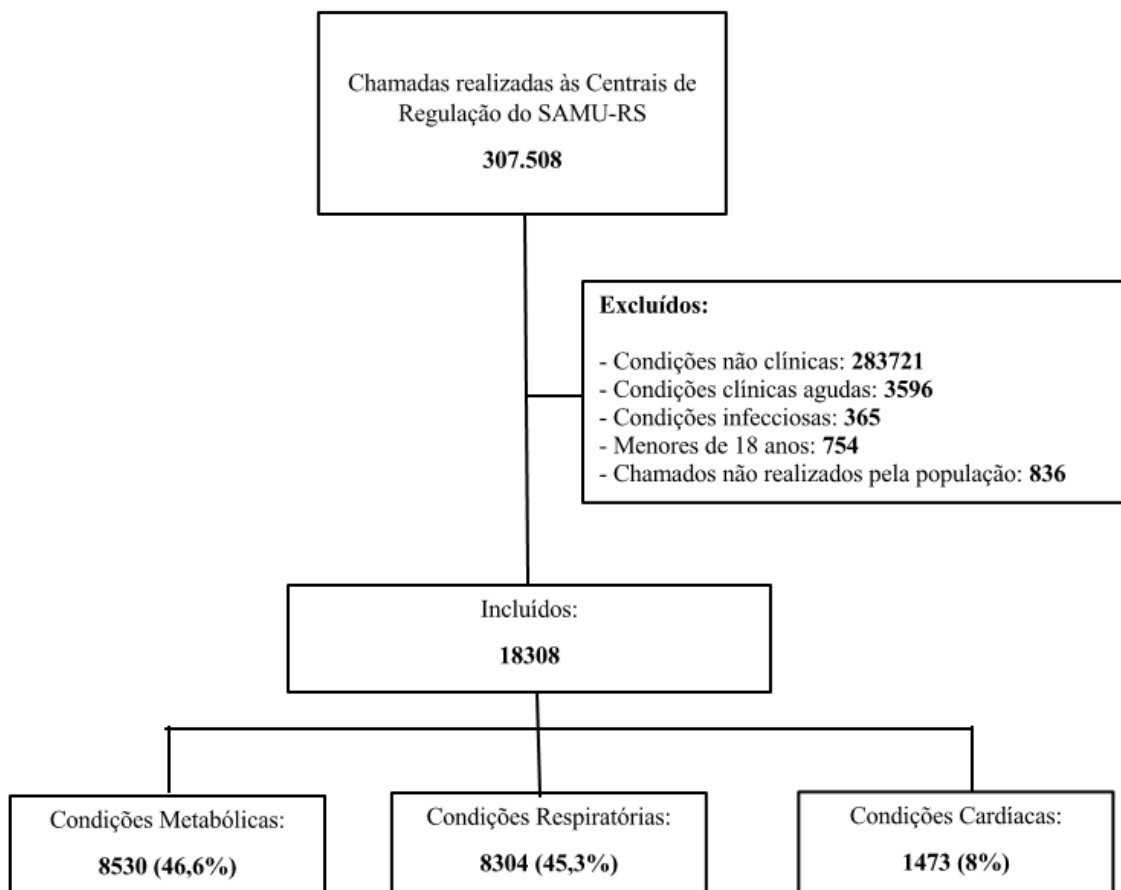 Chamadas realizadas às Centrais de
Regulação do SAMU-RS
307.508
Excluídos:
- Condições não clínicas: 283721
- Condições clínicas agudas: 3596
- Condições infecciosas: 365
- Menores de 18 anos: 754
- Chamados não realizados pela população: 836
Incluídos:
18308
Condições Metabólicas:
8530 (46,6%)
Condições Respiratórias:
8304 (45,3%)
Condições Cardíacas:
1473 (8%)